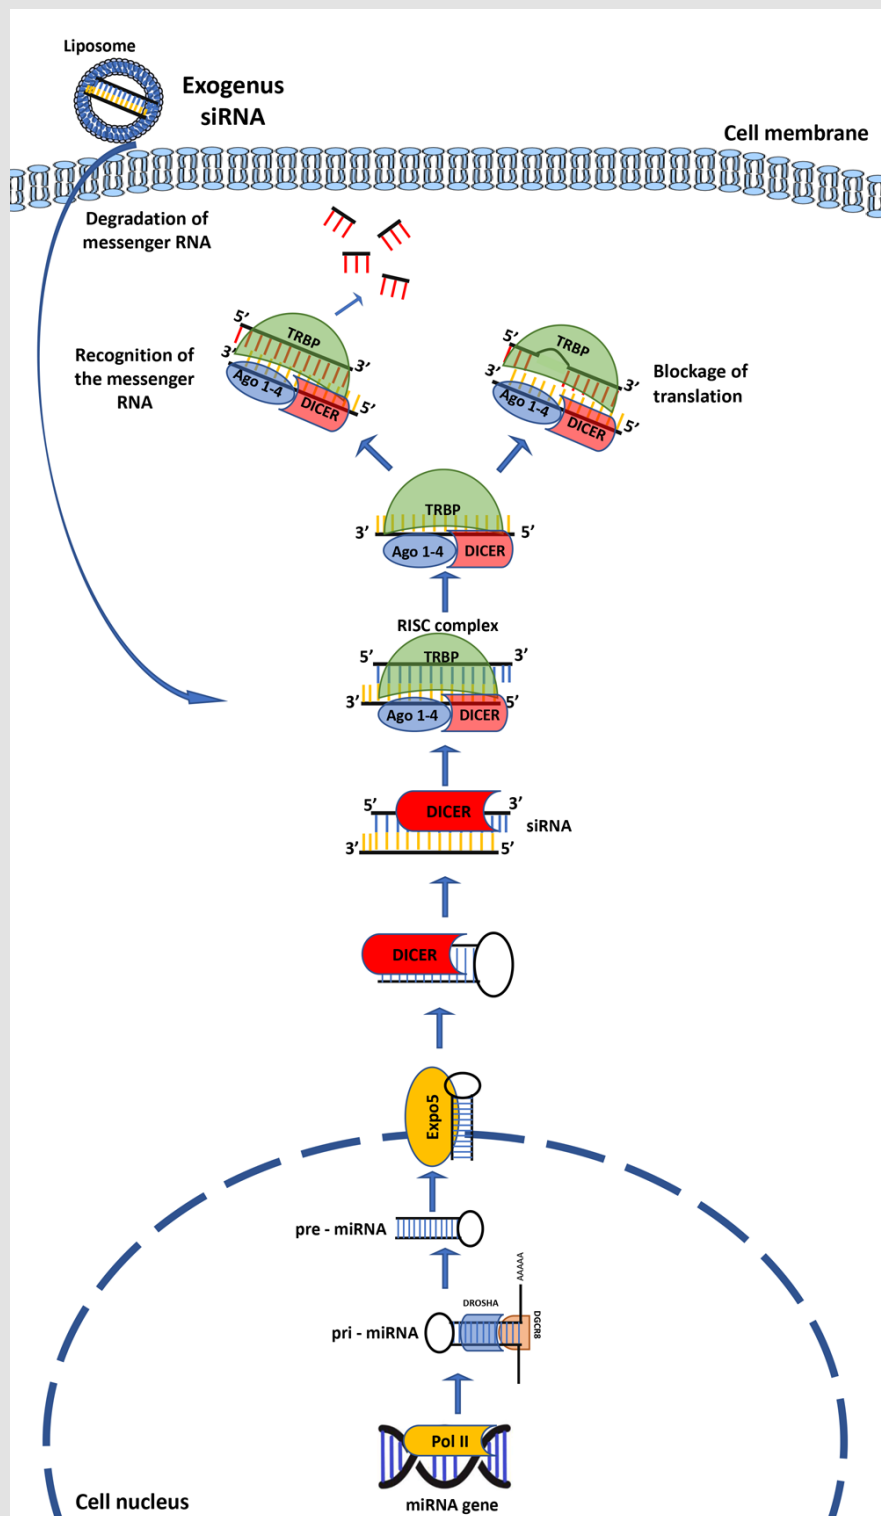 Liposome
Exogenus
siRNA
Cell membrane
Degradation of
messenger RNA
5’
TRBP
3’
3’
Ago 1-4
DICER
5’
Recognition of
the messenger
RNA
5’
TRBP
3’
Ago 1-4
DICER
5’
Blockage of
translation
TRBP
3’
5’
Ago 1-4
DICER
RISC complex
5’
TRBP
3’
3’
5’
Ago 1-4
DICER
5’
DICER
3’
siRNA
3’
5’
DICER
Expo5
pre - miRNA
AAAAA
DROSHA
DGCR8
pri - miRNA
Pol II
miRNA gene
Cell nucleus